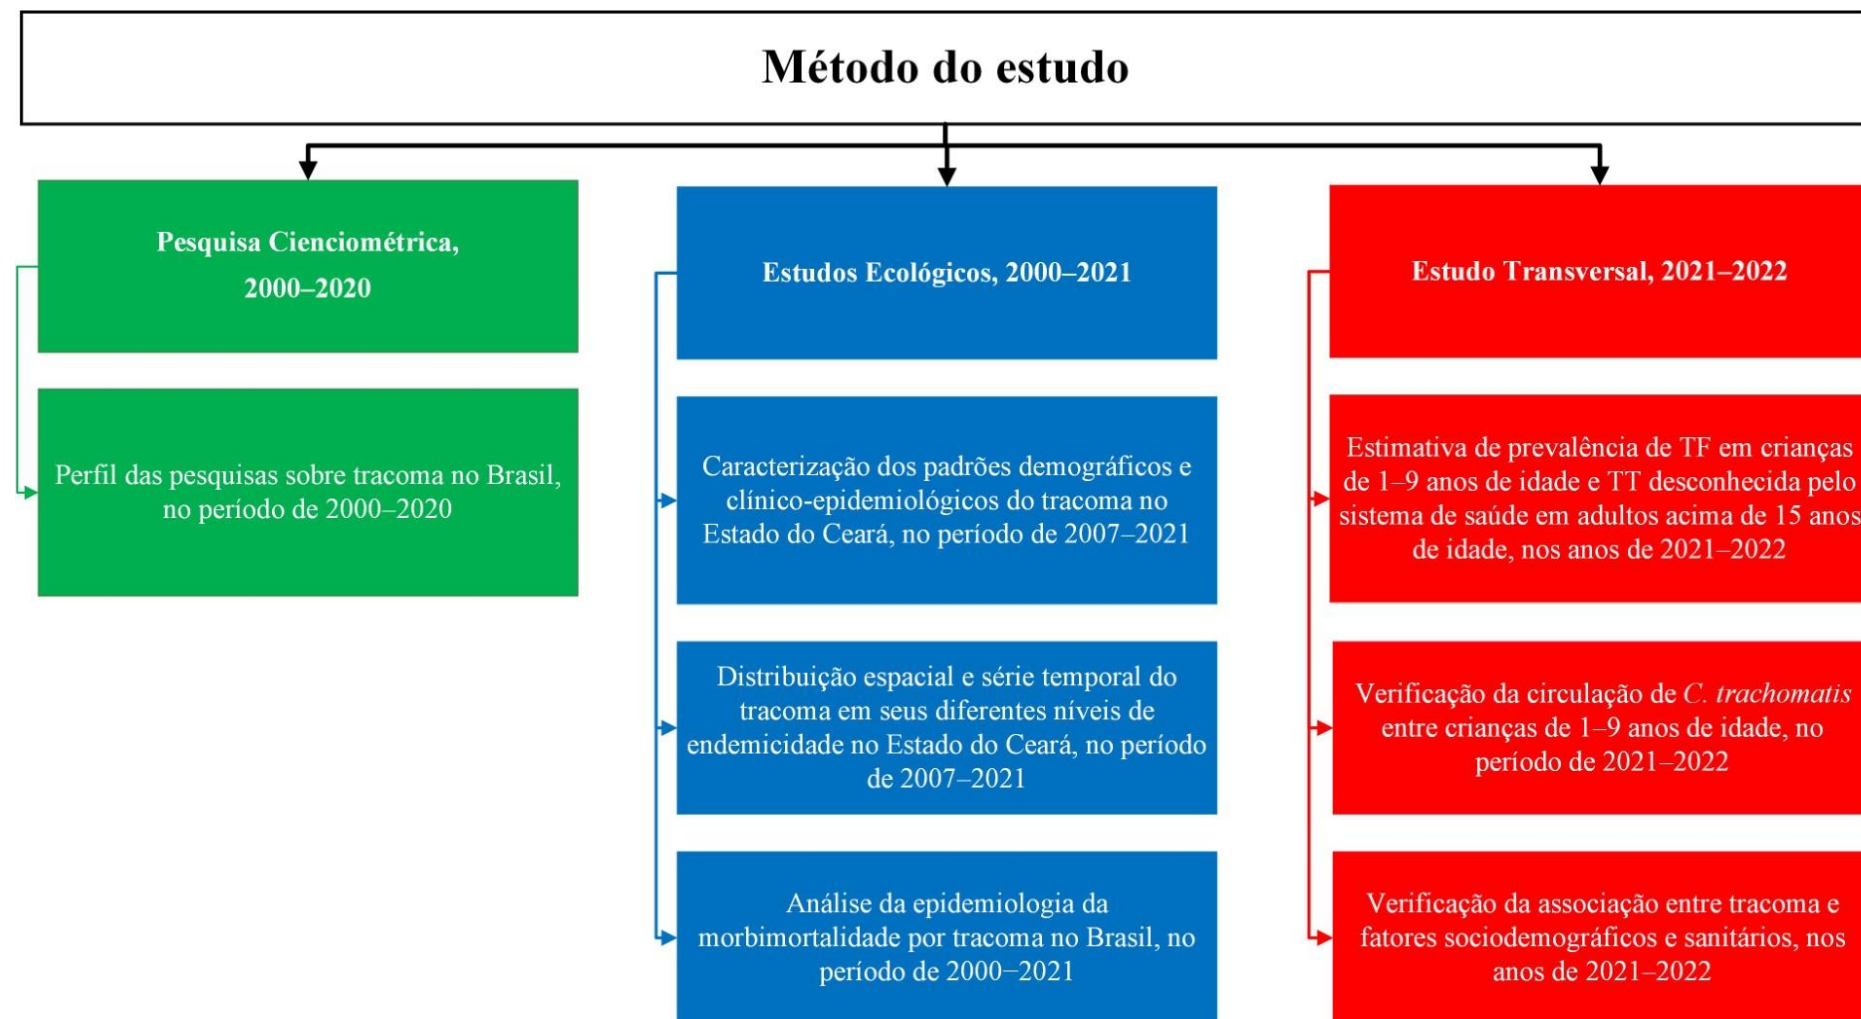 Método do estudo
Pesquisa Cienciométrica,
2000–2020
Perfil das pesquisas sobre tracoma no Brasil,
no período de 2000–2020
Estudos Ecológicos, 2000–2021
Caracterização dos padrões demográficos e
clínico-epidemiológicos do tracoma no
Estado do Ceará, no período de 2007–2021
Distribuição espacial e série temporal do
tracoma em seus diferentes níveis de
endemicidade no Estado do Ceará, no período
de 2007–2021
Análise da epidemiologia da
morbimortalidade por tracoma no Brasil, no
período de 2000−2021
Estudo Transversal, 2021–2022
Estimativa de prevalência de TF em crianças
de 1–9 anos de idade e TT desconhecida pelo
sistema de saúde em adultos acima de 15 anos
de idade, nos anos de 2021–2022
Verificação da circulação de C. trachomatis
entre crianças de 1–9 anos de idade, no
período de 2021–2022
Verificação da associação entre tracoma e
fatores sociodemográficos e sanitários, nos
anos de 2021–2022